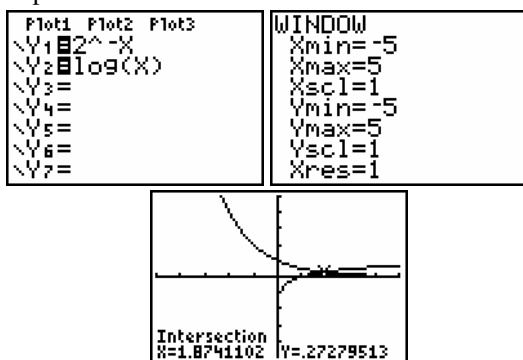 Plot1 Plot2 Plot3
\Y1=2^-X
\Y2=log(X)
\Y3=
\Y4=
\Y5=
\Y6=
\Y7=
WINDOW
Xmin=-5
Xmax=5
Xscl=1
Ymin=-5
Ymax=5
Yscl=1
Xres=1
Intersection
X=1.8741102 Y=.27279513